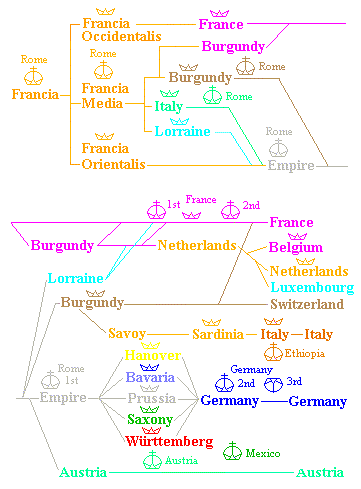 Rome
Francia
Francia
Occidentalis
Rome
Francia
Media
Francia
Orientalis
France
Burgundy
Burgundy
Rome
Italy
Rome
Lorraine
Rome
Empire
1st
France
2nd
France
Burgundy
Netherlands
Belgium
Netherlands
Luxembourg
Lorraine
Burgundy
Switzerland
Savoy
Sardinia
Italy
Italy
Ethiopia
Rome
1st
Empire
Hanover
Bavaria
Prussia
Saxony
Württemberg
Germany
2nd
3rd
Germany
Germany
Austria
Mexico
Austria
Austria